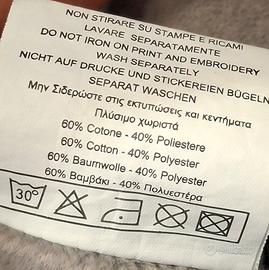 NON STIRARE SU STAMPE E RICAMI
LAVARE SEPARATAMENTE
DO NOT IRON ON PRINT AND EMBROIDERY
WASH SEPARATELY
NICHT AUF DRUCKE UND STICKEREIEN BÜGELN
SEPARAT WASCHEN
Μην Σιδερώστε στις εκτυπώσεις και κεντήματα
Πλύσιμο χωριστά
60% Cotone - 40% Poliestere
60% Cotton - 40% Polyester
60% Baumwolle - 40% Polyester
60% Βαμβάκι - 40% Πολυεστέρα
30°